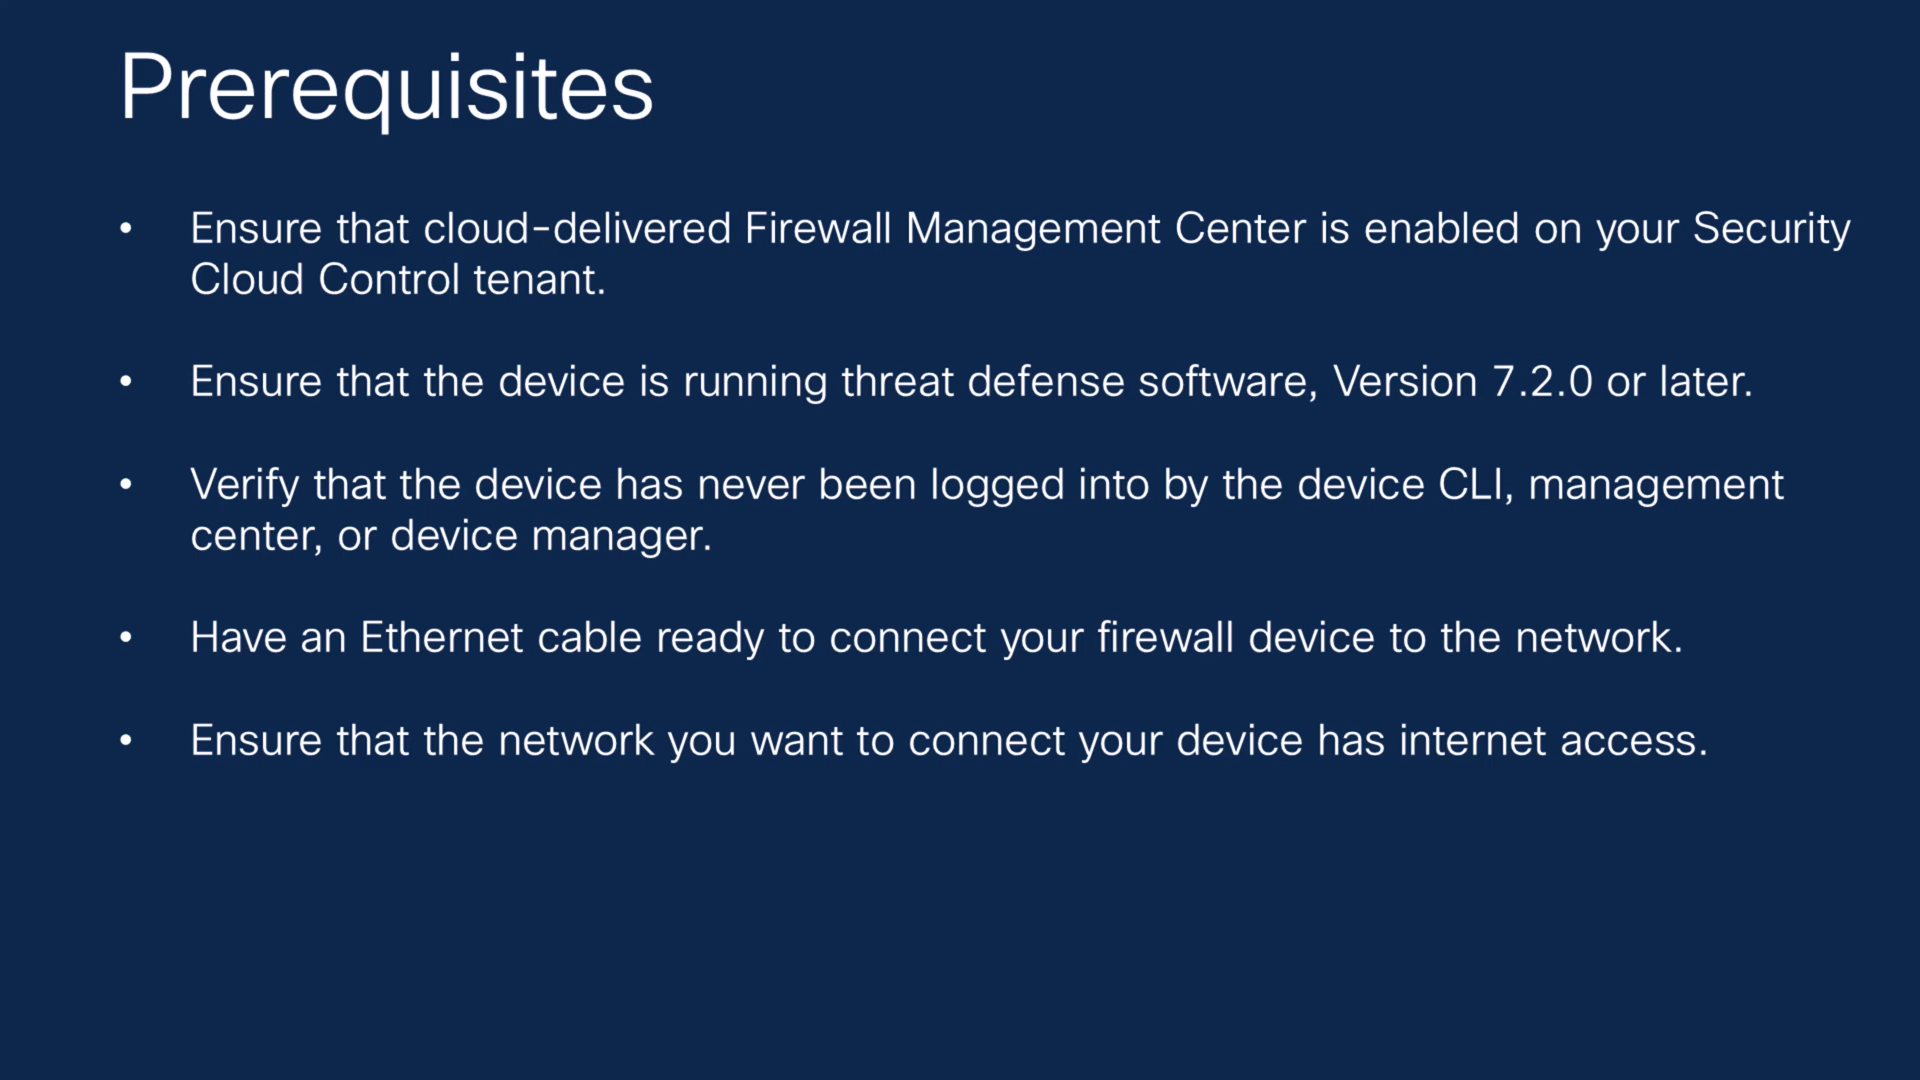 Prerequisites
• Ensure that cloud-delivered Firewall Management Center is enabled on your Security
Cloud Control tenant.
• Ensure that the device is running threat defense software, Version 7.2.0 or later.
• Verify that the device has never been logged into by the device CLI, management
center, or device manager.
• Have an Ethernet cable ready to connect your firewall device to the network.
• Ensure that the network you want to connect your device has internet access.